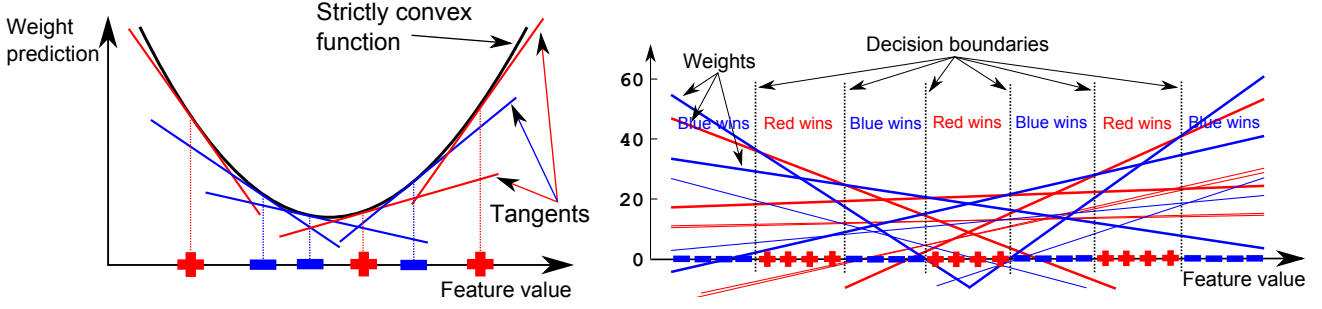 Weight
prediction
Strictly convex
function
Tangents
Feature value
Decision boundaries
Weights
60
40
20
0
Blue wins
Red wins
Blue wins
Red wins
Blue wins
Red wins
Blue wins
Feature value